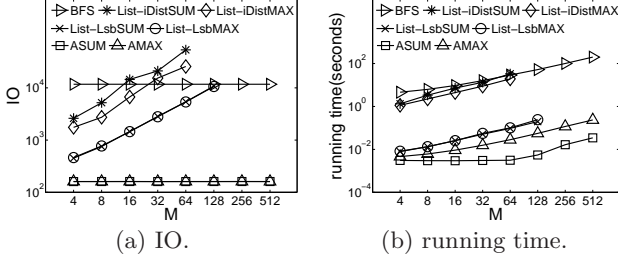 BFS List-iDistSUM List-iDistMAX
List-LsbSUM List-LsbMAX
ASUM AMAX
10^4
10^3
10^2
IO
4 8 16 32 64 128 256 512
M
(a) IO.
BFS List-iDistSUM List-iDistMAX
List-LsbSUM List-LsbMAX
ASUM AMAX
10^2
10^0
10^−2
10^−4
running time(seconds)
4 8 16 32 64 128 256 512
M
(b) running time.